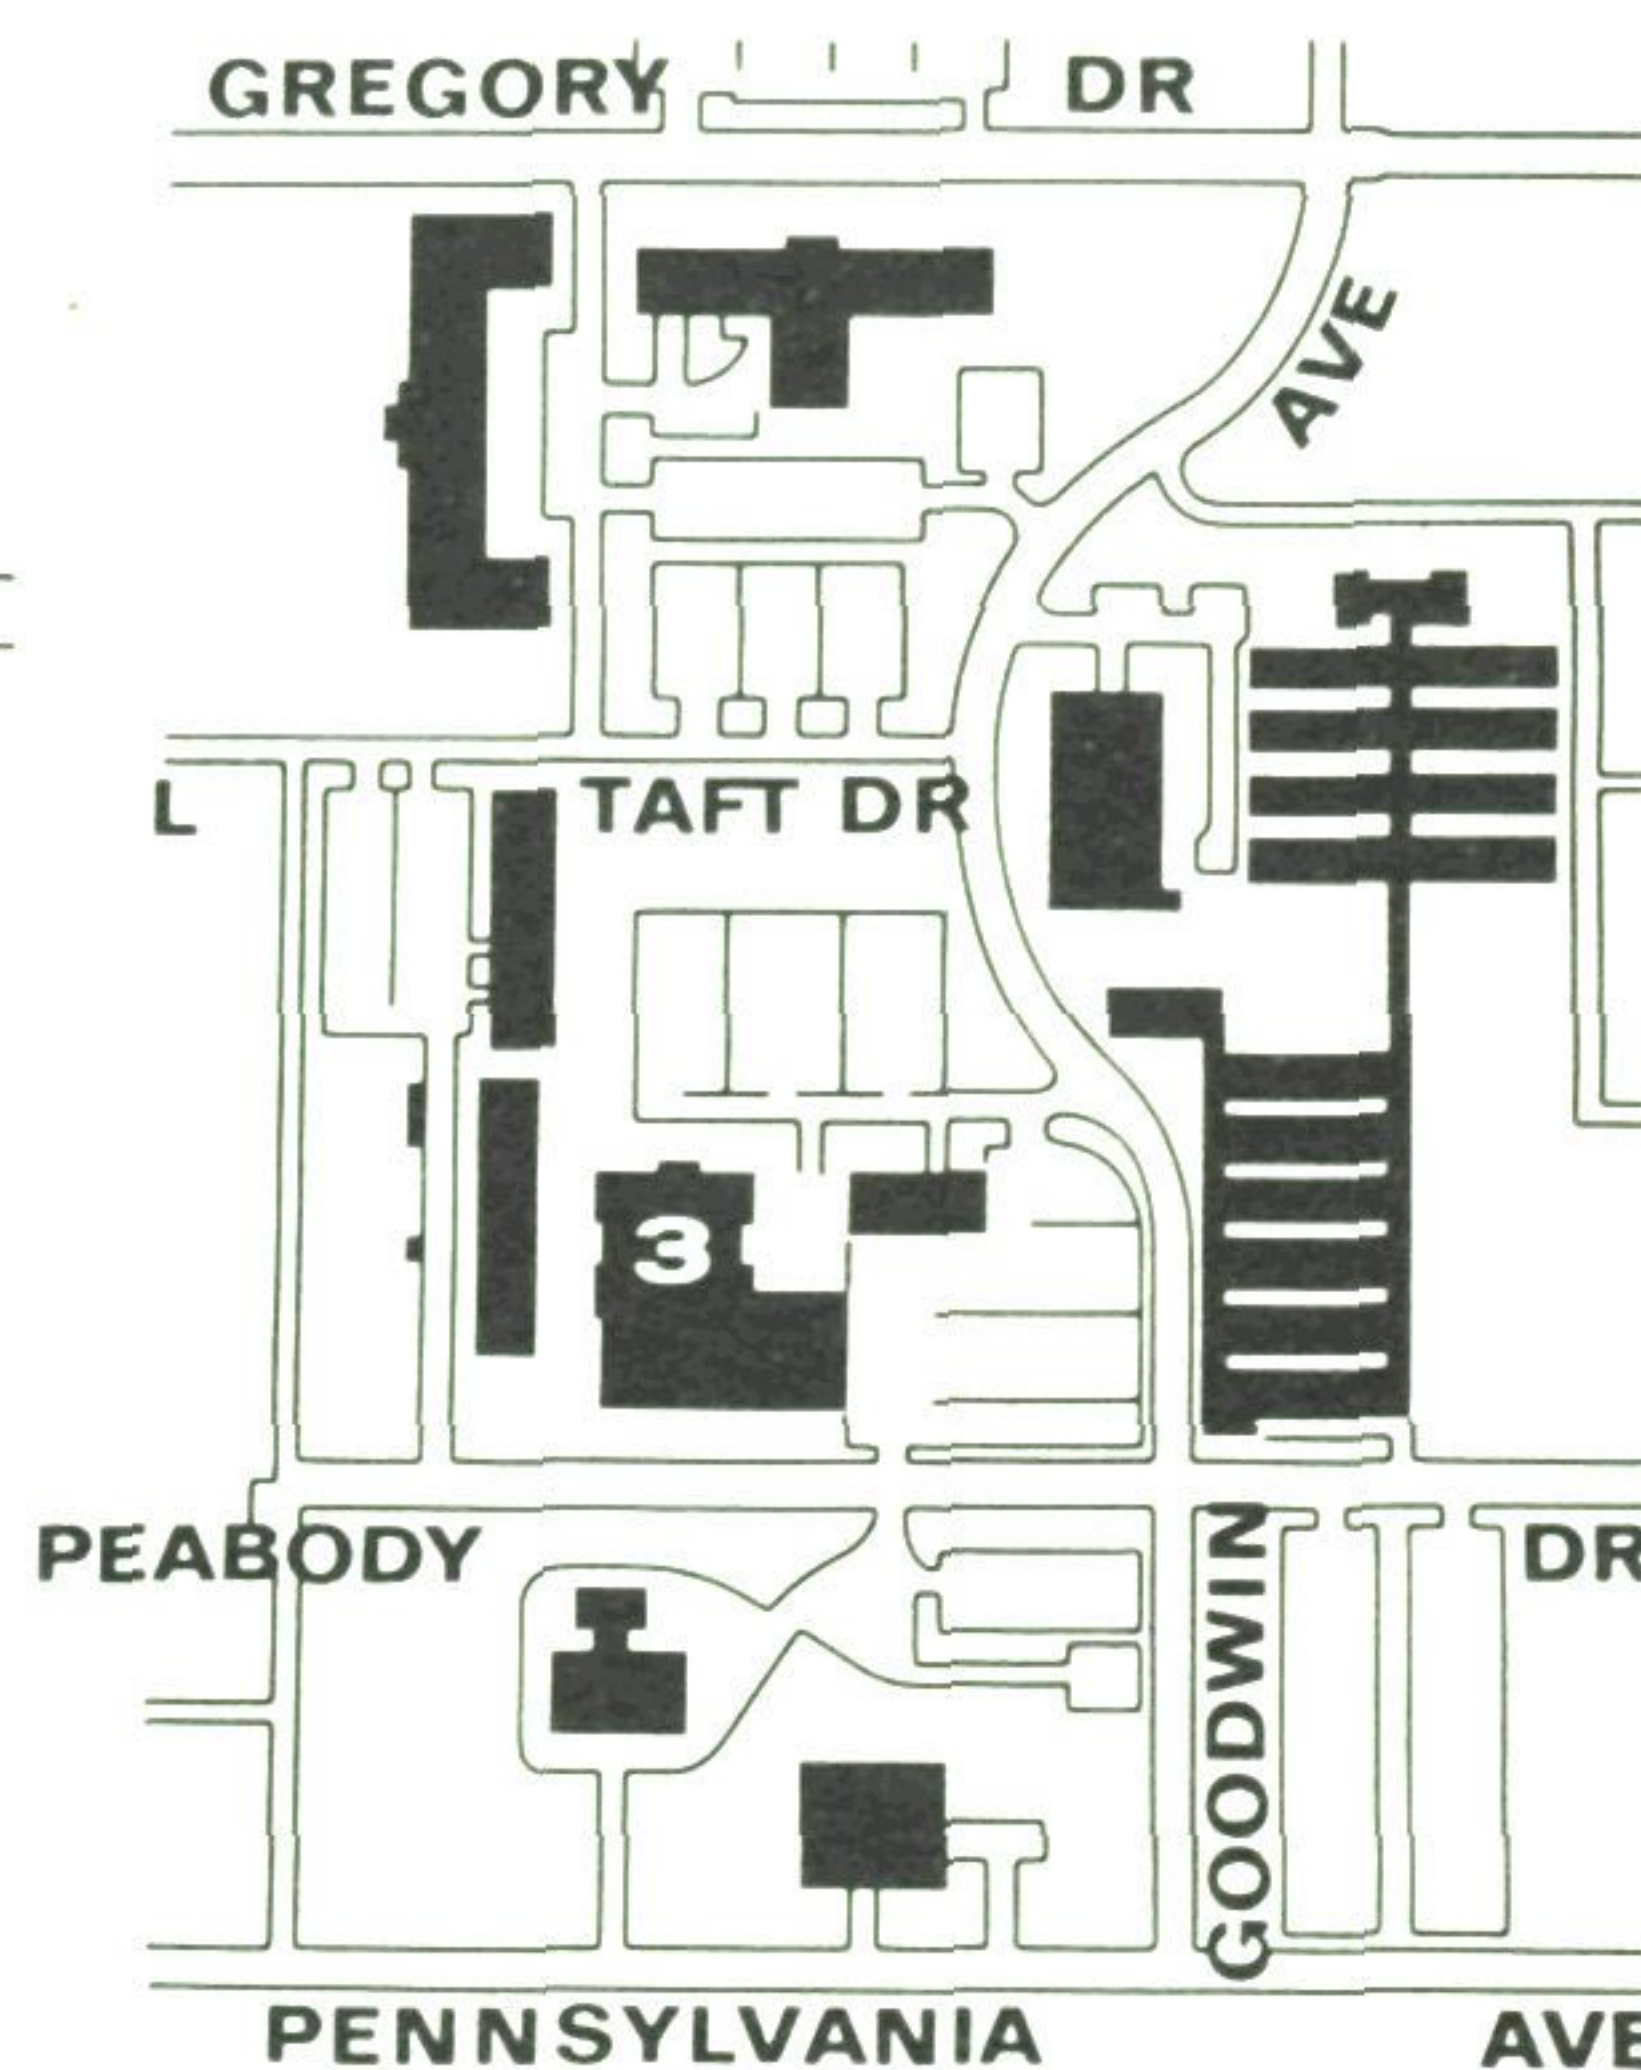 GREGORY DR
AVE
L TAFT DR
3
PEABODY DR
GOODWIN
PENNSYLVANIA AVE